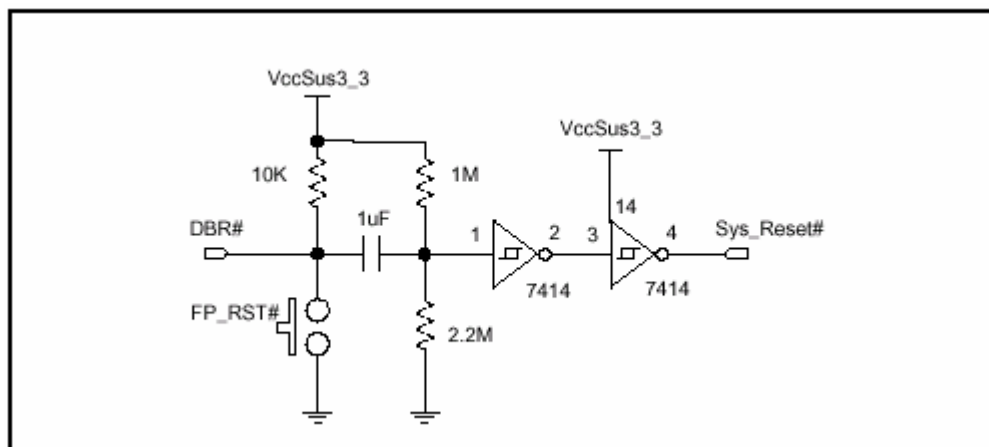 VccSus3_3
VccSus3_3
10K
1M
14
1uF
DBR#
1
2
3
4
Sys_Reset#
7414
7414
FP_RST#
2.2M